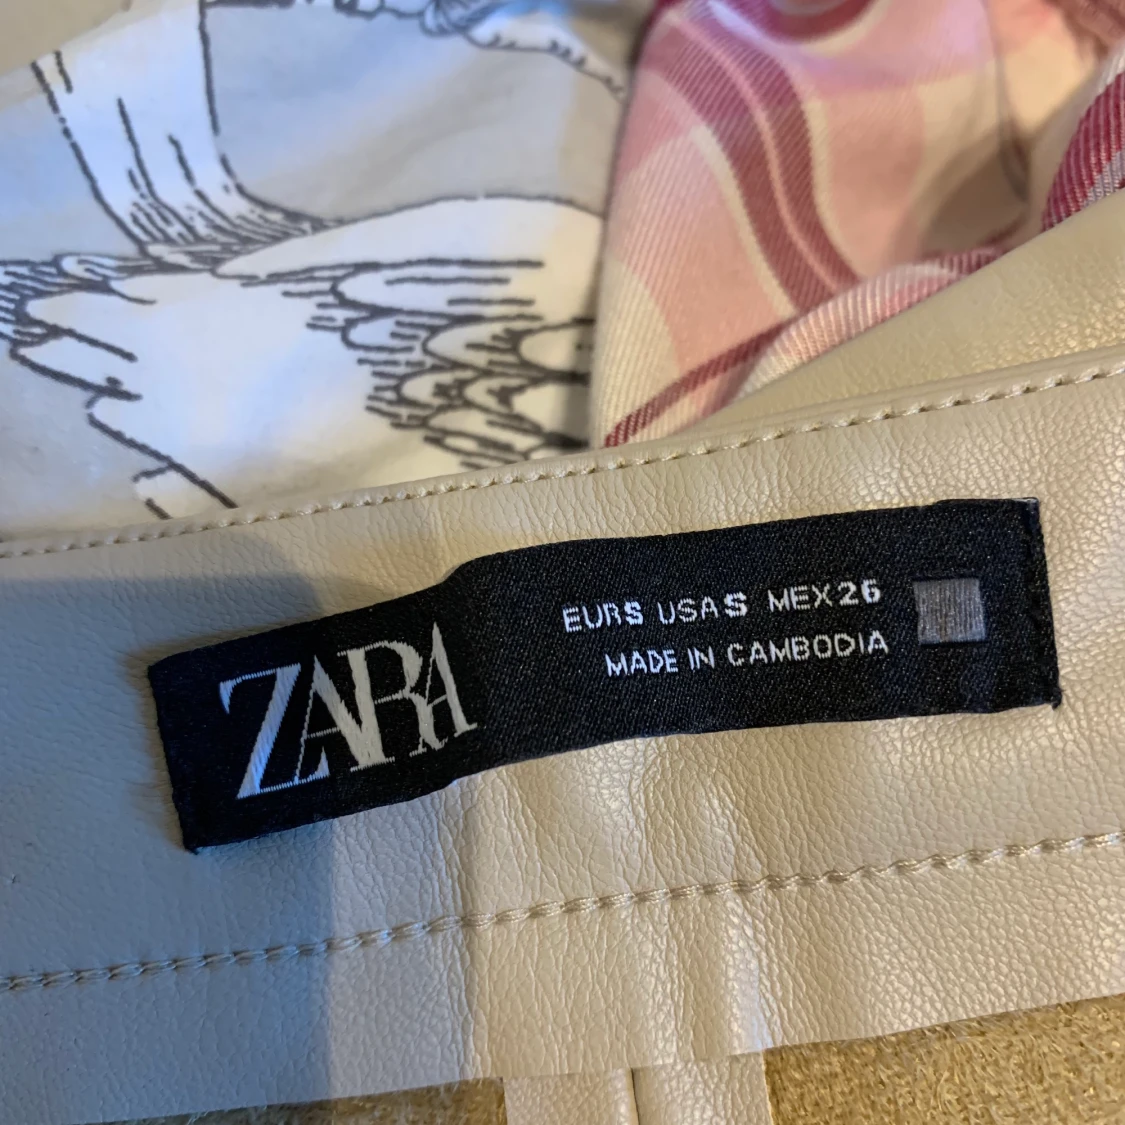 ZARA
EUR S USA S MEX 26
MADE IN CAMBODIA